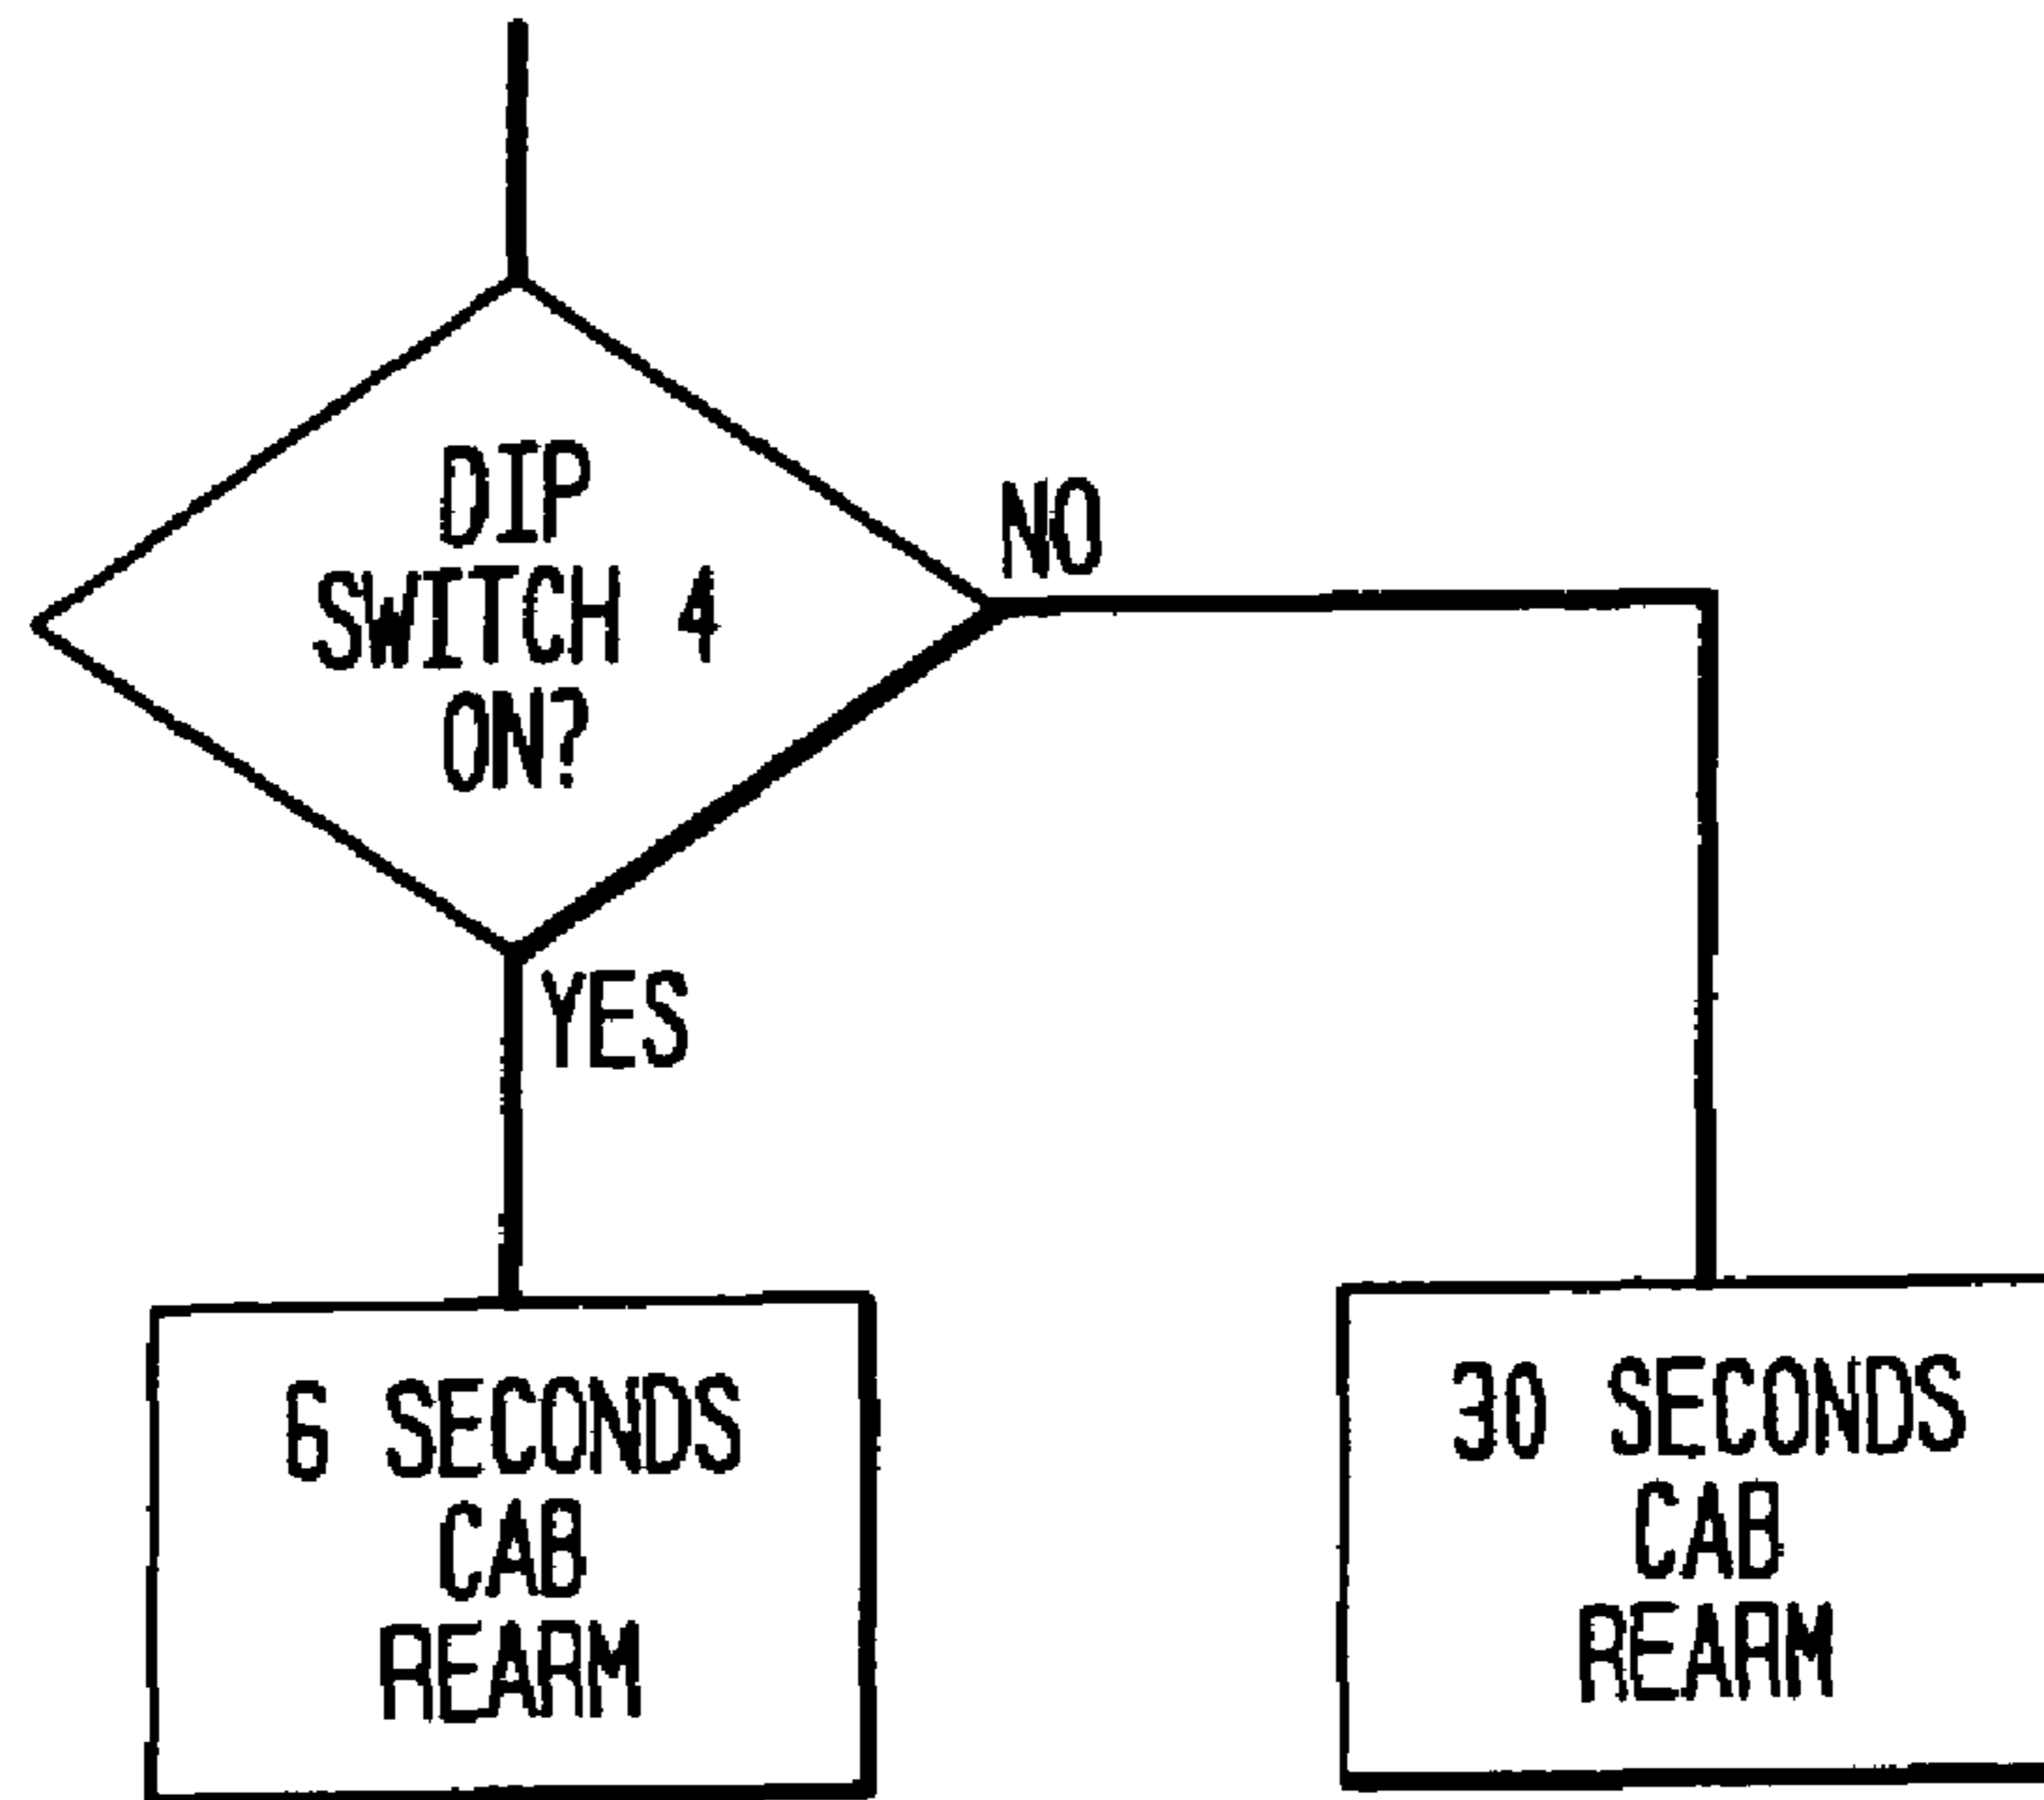 DIP
SWITCH 4
ON?
NO
YES
6 SECONDS
CAB
REARM
30 SECONDS
CAB
REARM